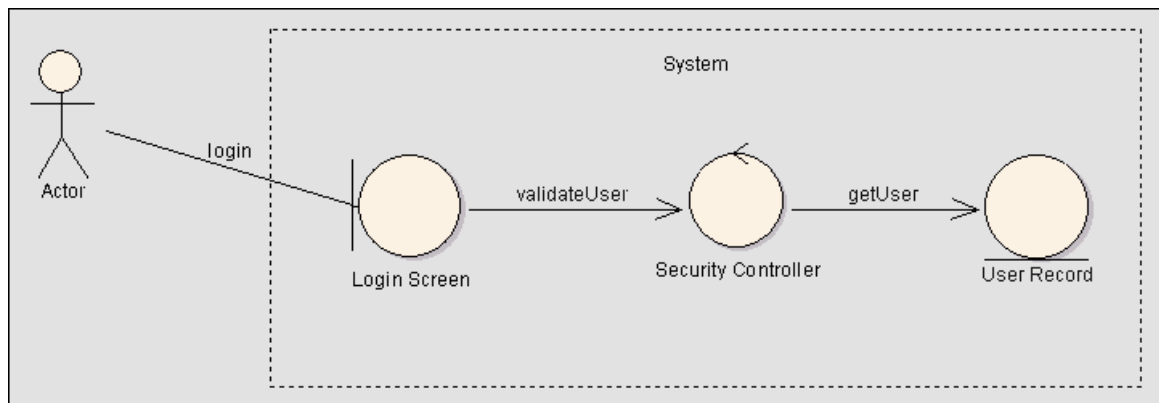 System
Actor
login
Login Screen
validateUser
Security Controller
getUser
User Record